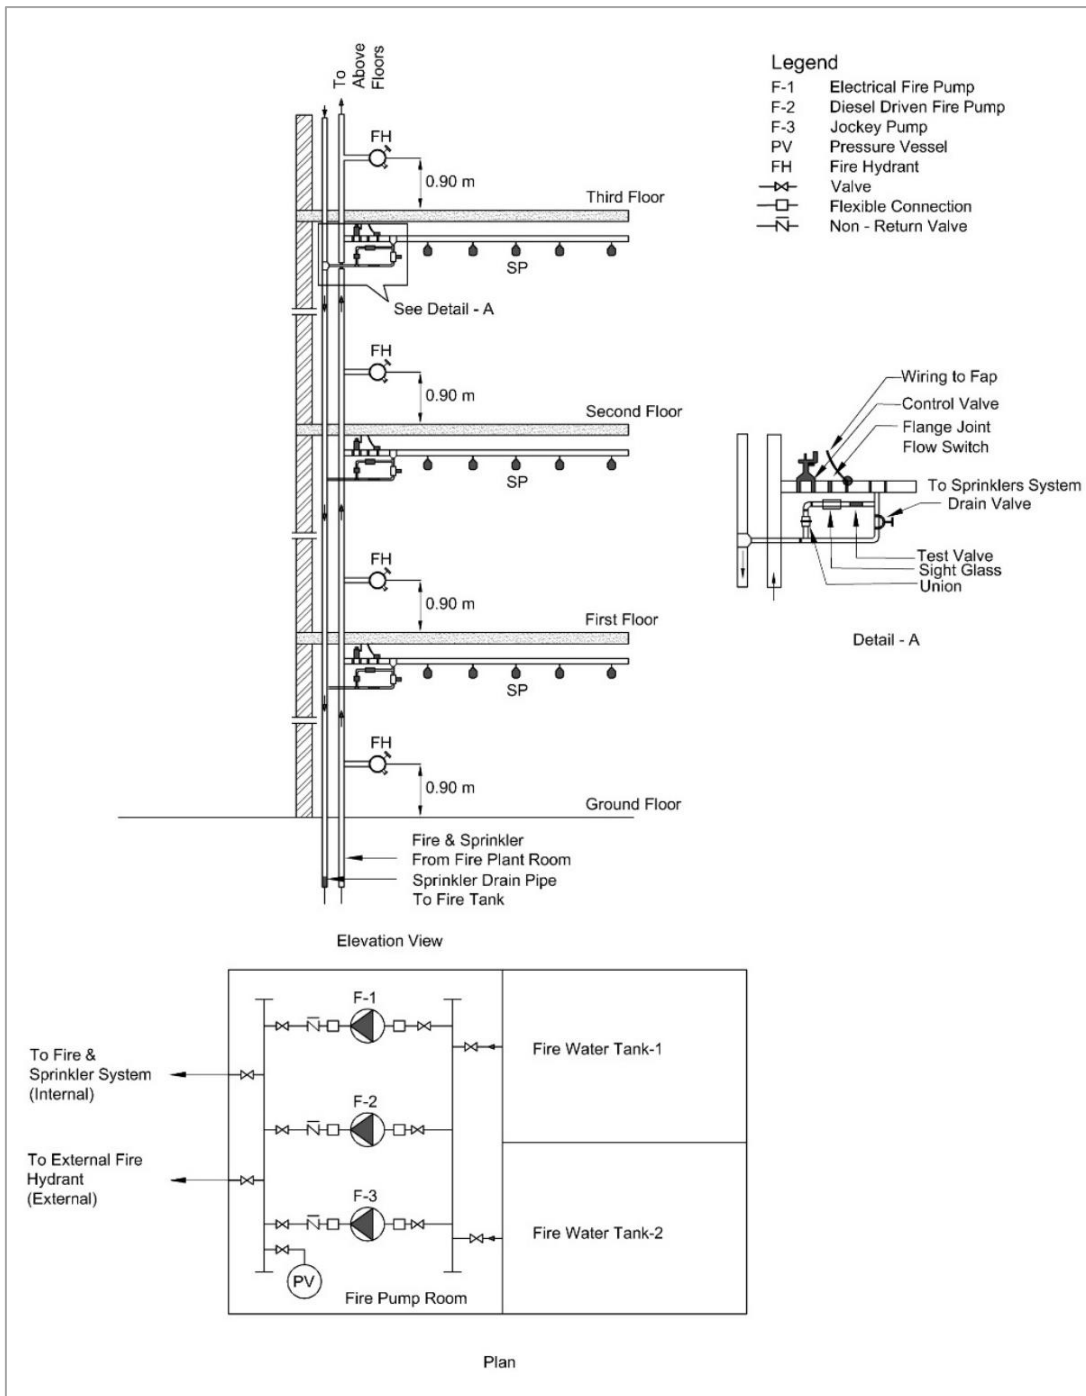 To
Above
Floors
FH
0.90 m
Third Floor
SP
See Detail - A
FH
0.90 m
Second Floor
SP
FH
0.90 m
First Floor
SP
FH
0.90 m
Ground Floor
Fire & Sprinkler
From Fire Plant Room
Sprinkler Drain Pipe
To Fire Tank
Elevation View
Legend
F-1 Electrical Fire Pump
F-2 Diesel Driven Fire Pump
F-3 Jockey Pump
PV Pressure Vessel
FH Fire Hydrant
Valve
Flexible Connection
Non - Return Valve
Wiring to Fap
Control Valve
Flange Joint
Flow Switch
To Sprinklers System
Drain Valve
Test Valve
Sight Glass
Union
Detail - A
F-1
To Fire &
Sprinkler System
(Internal)
F-2
To External Fire
Hydrant
(External)
F-3
PV
Fire Pump Room
Fire Water Tank-1
Fire Water Tank-2
Plan